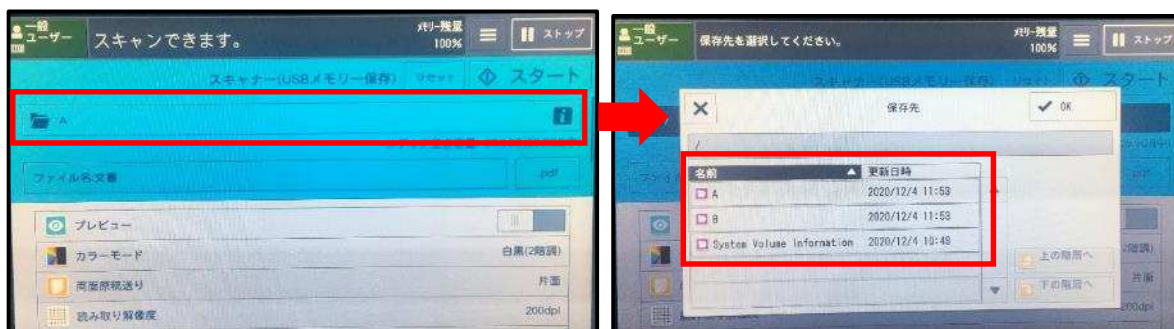 一般
ユーザー
スキャンできます。
メモリー残量
100%
ストップ
スキャナー(USBメモリー保存)
リセット
スタート
A
ファイル名:文書
pdf
プレビュー
カラーモード
白黒(2階調)
両面原稿送り
片面
読み取り解像度
200dpi
一般
ユーザー
保存先を選択してください。
メモリー残量
100%
ストップ
スキャナー(USBメモリー保存)
リセット
スタート
保存先
OK
/
名前
更新日時
A
2020/12/4 11:53
B
2020/12/4 11:53
System Volume Information
2020/12/4 10:48
上の階層へ
下の階層へ
(2階調)
片面
200dpi